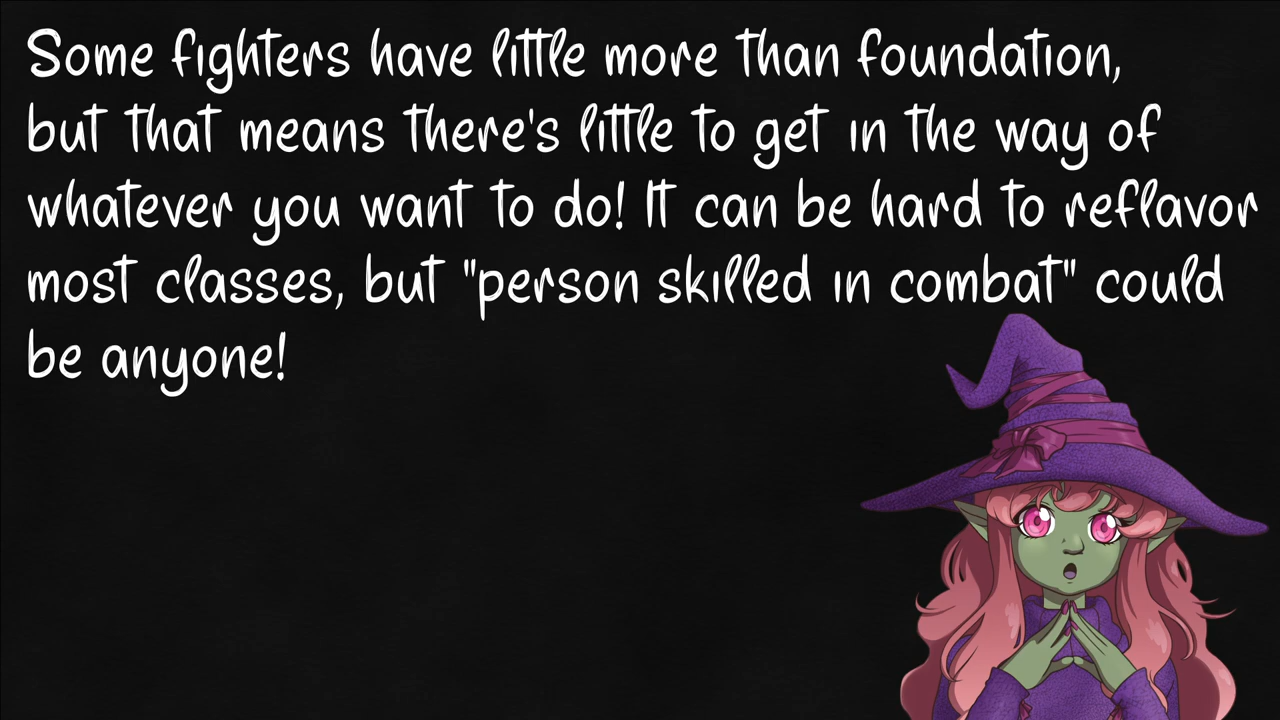 Some fighters have little more than foundation,
but that means there's little to get in the way of
whatever you want to do! It can be hard to reflavor
most classes, but "person skilled in combat" could
be anyone!